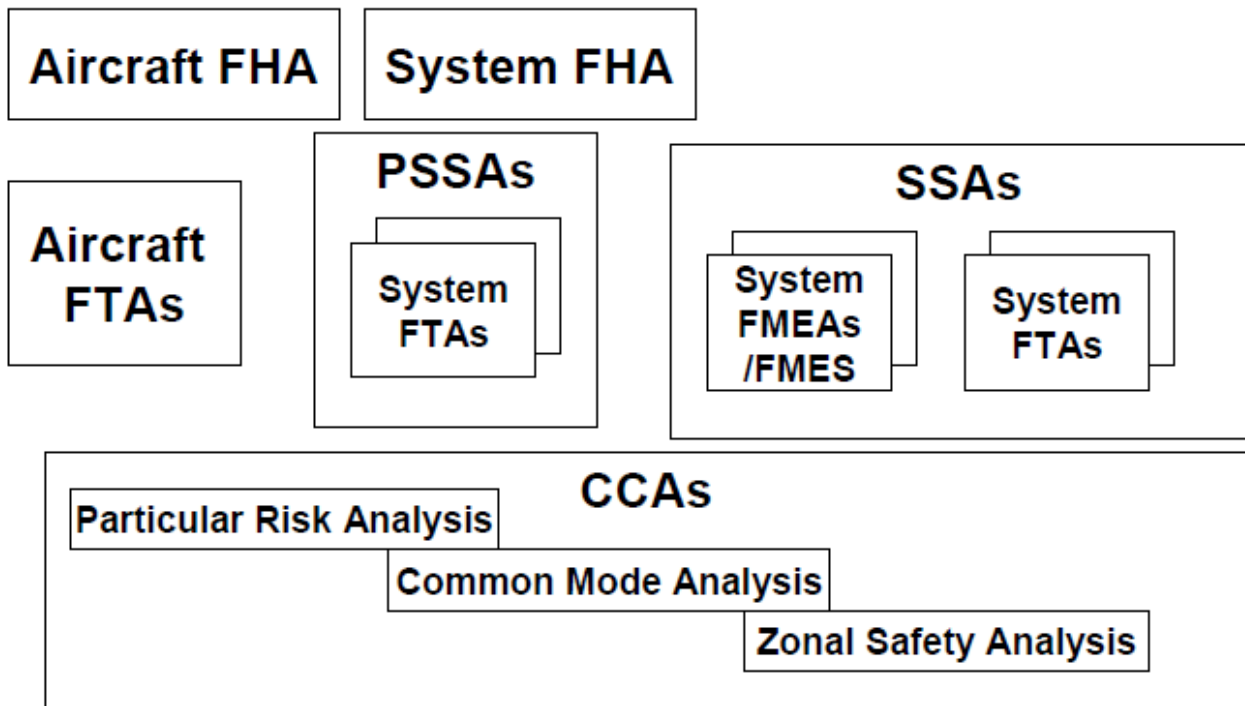 Aircraft FHA
System FHA
PSSAs
SSAs
Aircraft
FTAs
System
FTAs
System
FMEAs
/FMES
System
FTAs
CCAs
Particular Risk Analysis
Common Mode Analysis
Zonal Safety Analysis